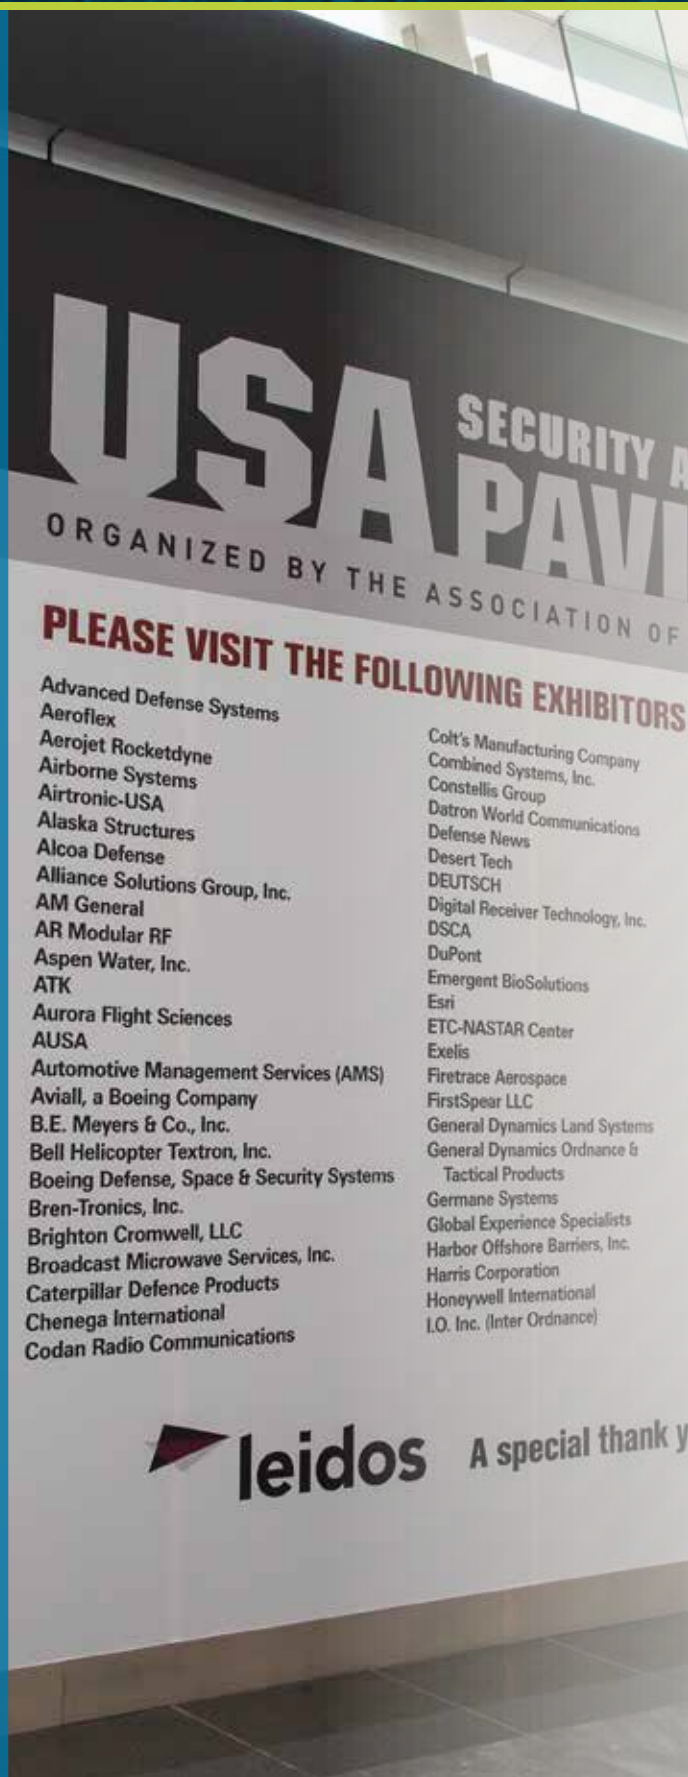 USA
SECURITY A
PAVI
ORGANIZED BY THE ASSOCIATION OF
PLEASE VISIT THE FOLLOWING EXHIBITORS
Advanced Defense Systems
Aeroflex
Aerojet Rocketdyne
Airborne Systems
Airtronic-USA
Alaska Structures
Alcoa Defense
Alliance Solutions Group, Inc.
AM General
AR Modular RF
Aspen Water, Inc.
ATK
Aurora Flight Sciences
AUSA
Automotive Management Services (AMS)
Aviall, a Boeing Company
B.E. Meyers & Co., Inc.
Bell Helicopter Textron, Inc.
Boeing Defense, Space & Security Systems
Bren-Tronics, Inc.
Brighton Cromwell, LLC
Broadcast Microwave Services, Inc.
Caterpillar Defence Products
Chenega International
Codan Radio Communications
Colt's Manufacturing Company
Combined Systems, Inc.
Constellis Group
Datron World Communications
Defense News
Desert Tech
DEUTSCH
Digital Receiver Technology, Inc.
DSCA
DuPont
Emergent BioSolutions
Esri
ETC-NASTAR Center
Exelis
Firetrace Aerospace
FirstSpear LLC
General Dynamics Land Systems
General Dynamics Ordnance &
Tactical Products
Germane Systems
Global Experience Specialists
Harbor Offshore Barriers, Inc.
Harris Corporation
Honeywell International
I.O. Inc. (Inter Ordnance)
leidos
A special thank y